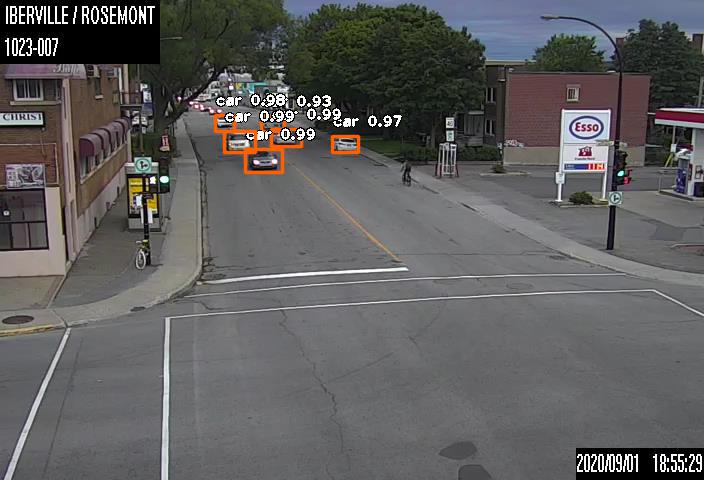 IBERVILLE / ROSEMONT
1023-007
car 0.98
0.93
car 0.99
0.99
car 0.97
car 0.99
CHRIST
Esso
2020/09/01 18:55:29